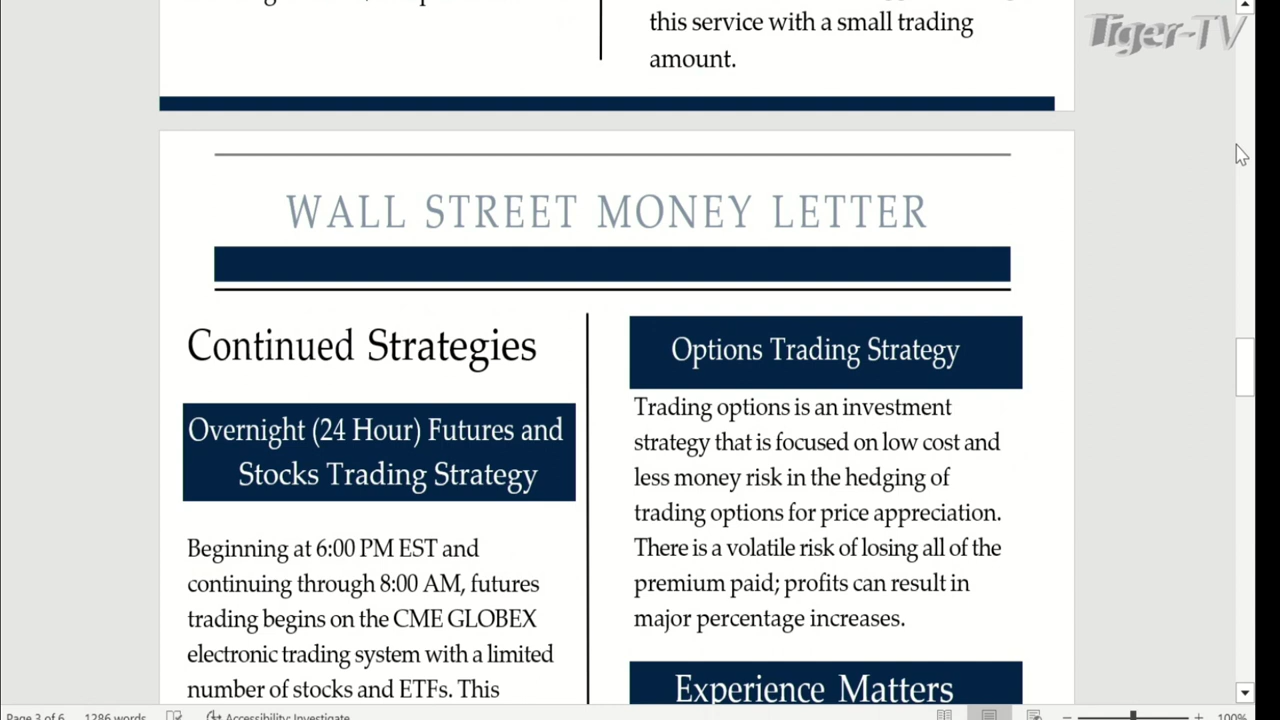 this service with a small trading
amount.
Tiger-TV
WALL STREET MONEY LETTER
Continued Strategies
Overnight (24 Hour) Futures and
Stocks Trading Strategy
Beginning at 6:00 PM EST and
continuing through 8:00 AM, futures
trading begins on the CME GLOBEX
electronic trading system with a limited
number of stocks and ETFs. This
Options Trading Strategy
Trading options is an investment
strategy that is focused on low cost and
less money risk in the hedging of
trading options for price appreciation.
There is a volatile risk of losing all of the
premium paid; profits can result in
major percentage increases.
Experience Matters
Page 3 of 6 1286 words Accessibility: Investigate 100%